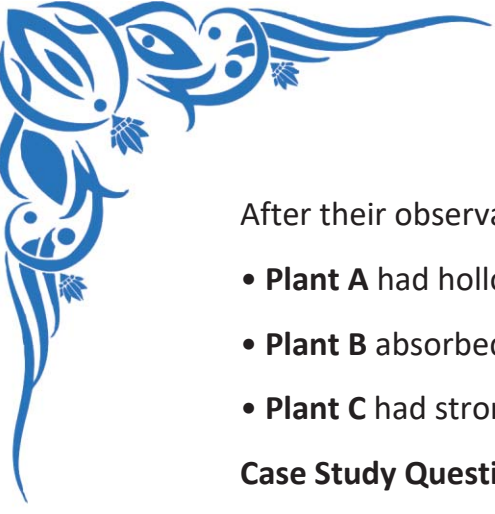 After their observa
• Plant A had hollo
• Plant B absorbed
• Plant C had stron
Case Study Questi